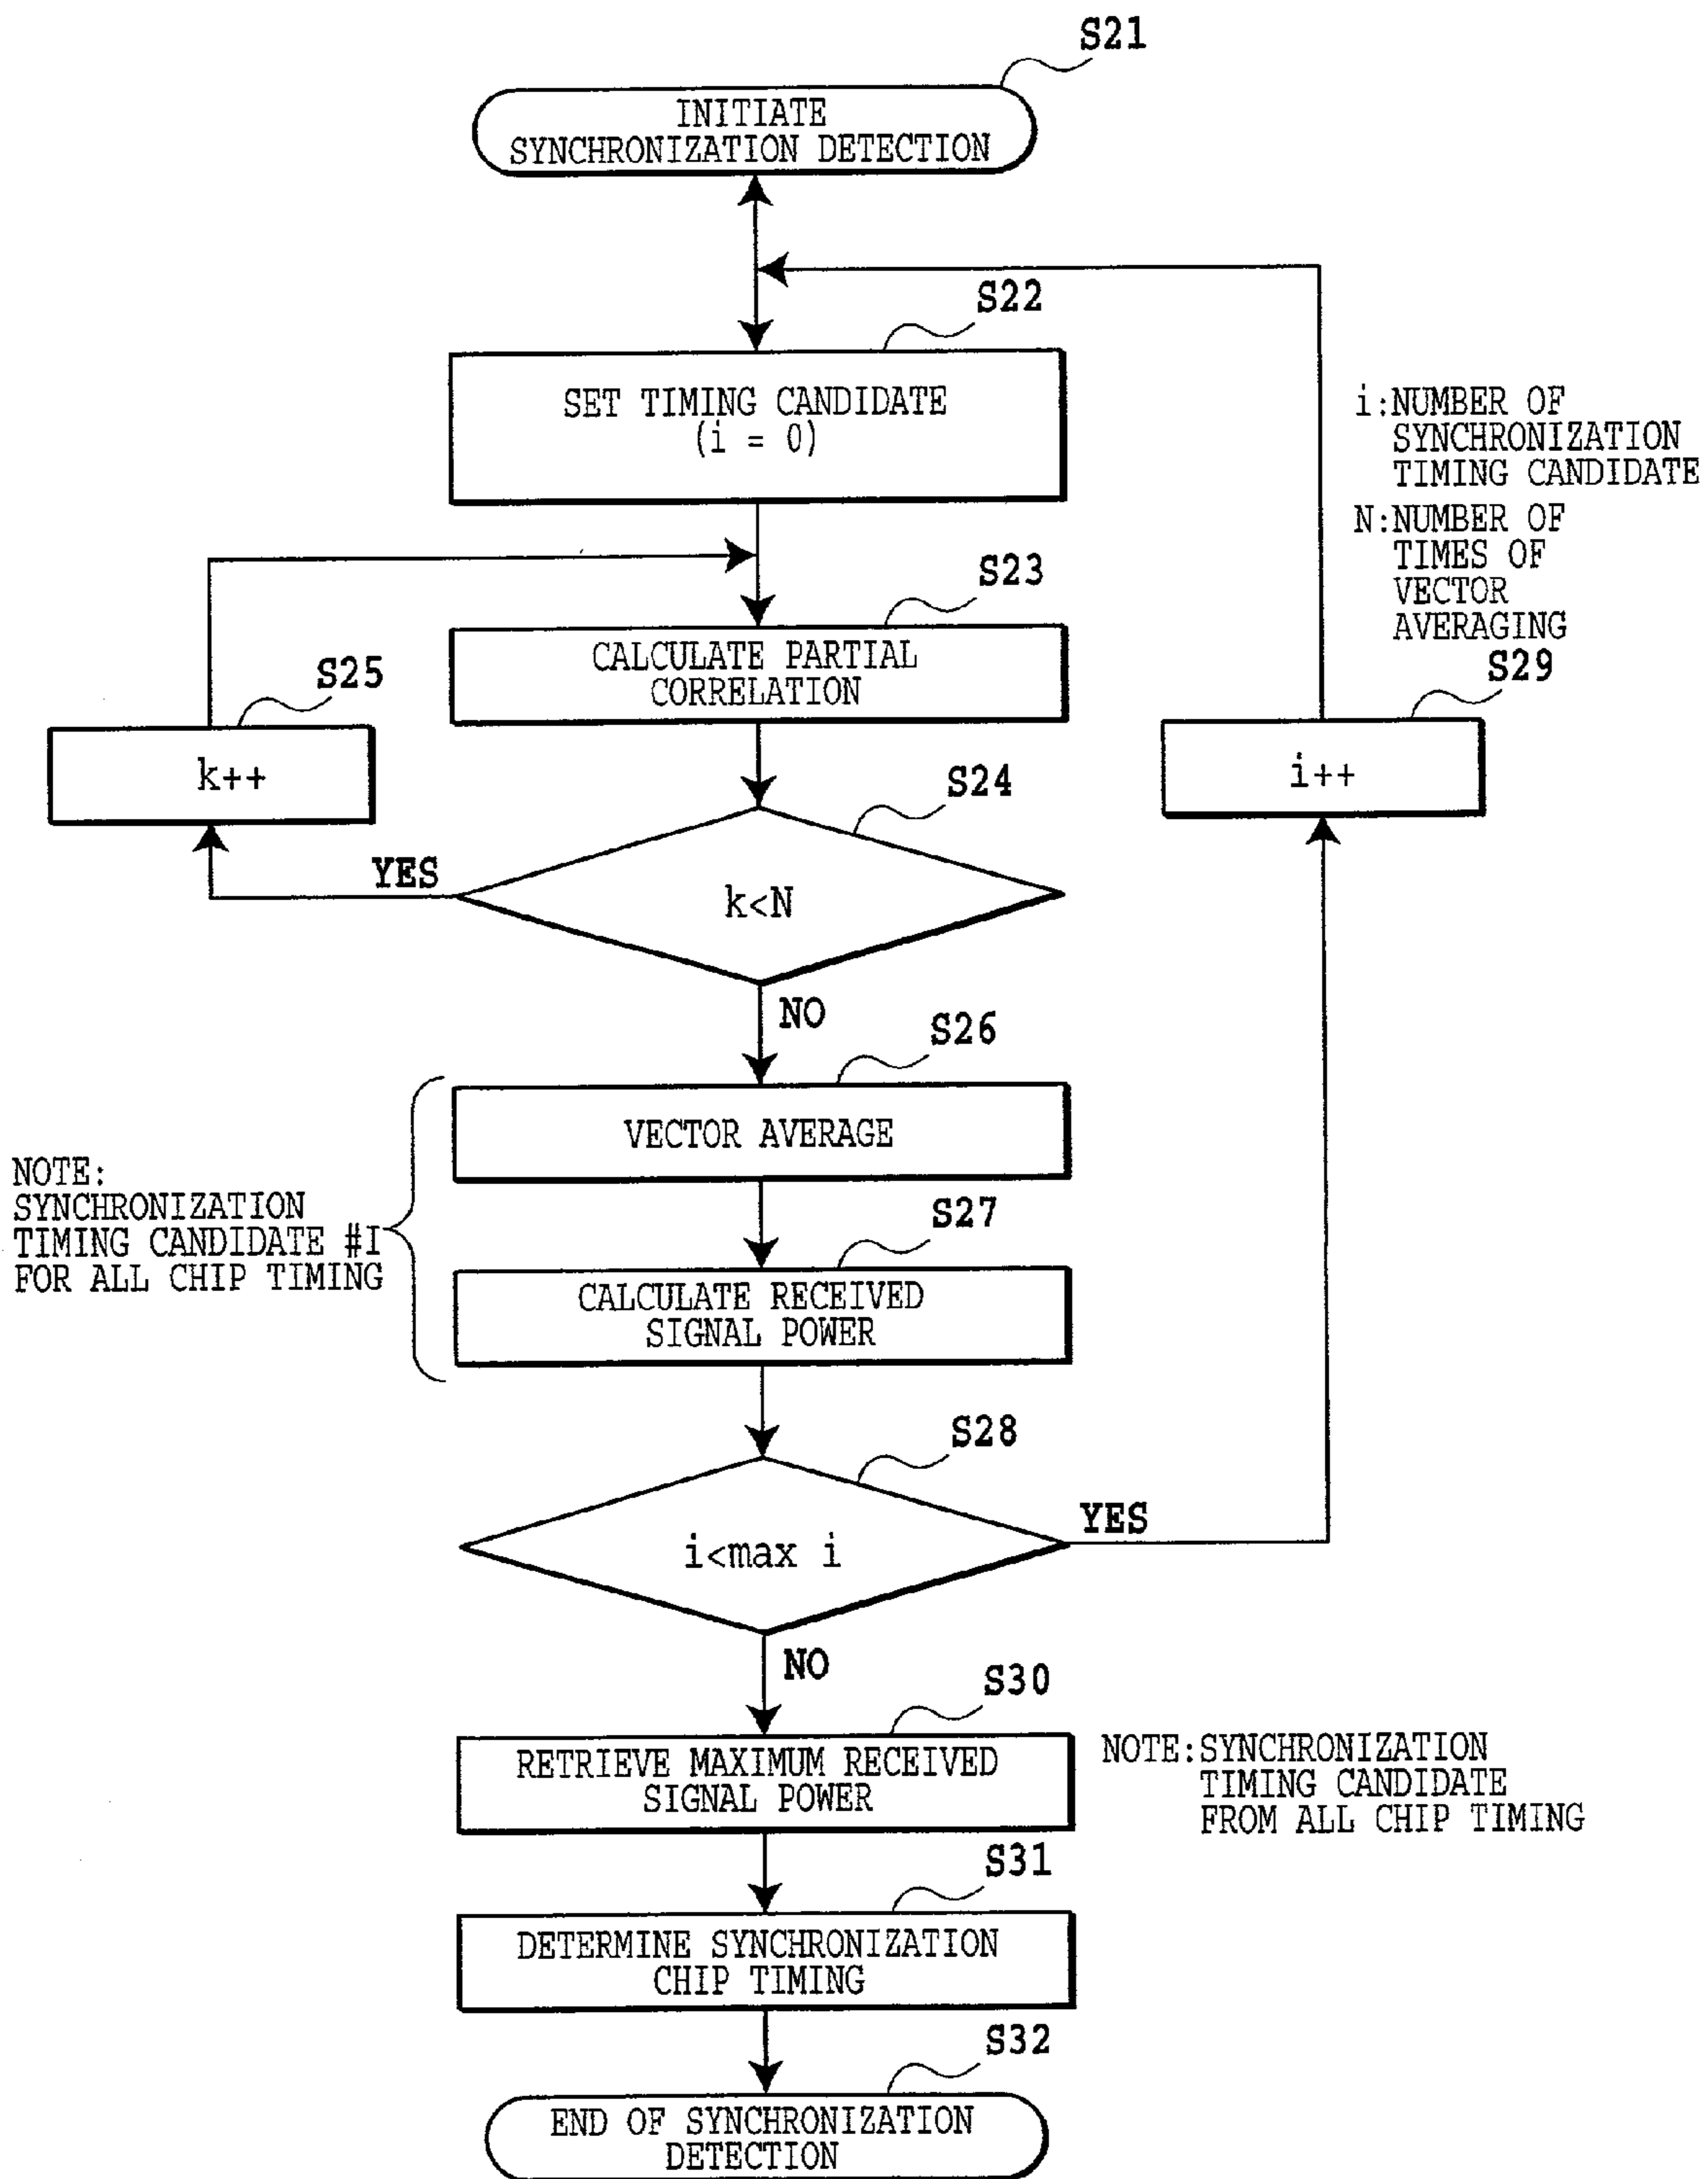 S21
INITIATE
SYNCHRONIZATION DETECTION
S22
SET TIMING CANDIDATE
(i = 0)
i:NUMBER OF
SYNCHRONIZATION
TIMING CANDIDATE
N:NUMBER OF
TIMES OF
VECTOR
AVERAGING
S23
CALCULATE PARTIAL
CORRELATION
S25
k++
S29
i++
S24
YES
k<N
NO
S26
VECTOR AVERAGE
NOTE:
SYNCHRONIZATION
TIMING CANDIDATE #I
FOR ALL CHIP TIMING
S27
CALCULATE RECEIVED
SIGNAL POWER
S28
YES
i<max i
NO
S30
RETRIEVE MAXIMUM RECEIVED
SIGNAL POWER
NOTE:SYNCHRONIZATION
TIMING CANDIDATE
FROM ALL CHIP TIMING
S31
DETERMINE SYNCHRONIZATION
CHIP TIMING
S32
END OF SYNCHRONIZATION
DETECTION